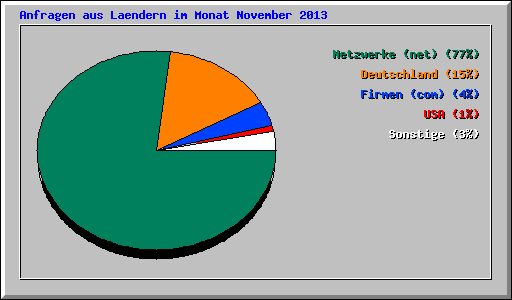 Anfragen aus Laendern im Monat November 2013
Netzwerke (net) (77%)
Deutschland (15%)
Firmen (com) (4%)
USA (1%)
Sonstige (3%)